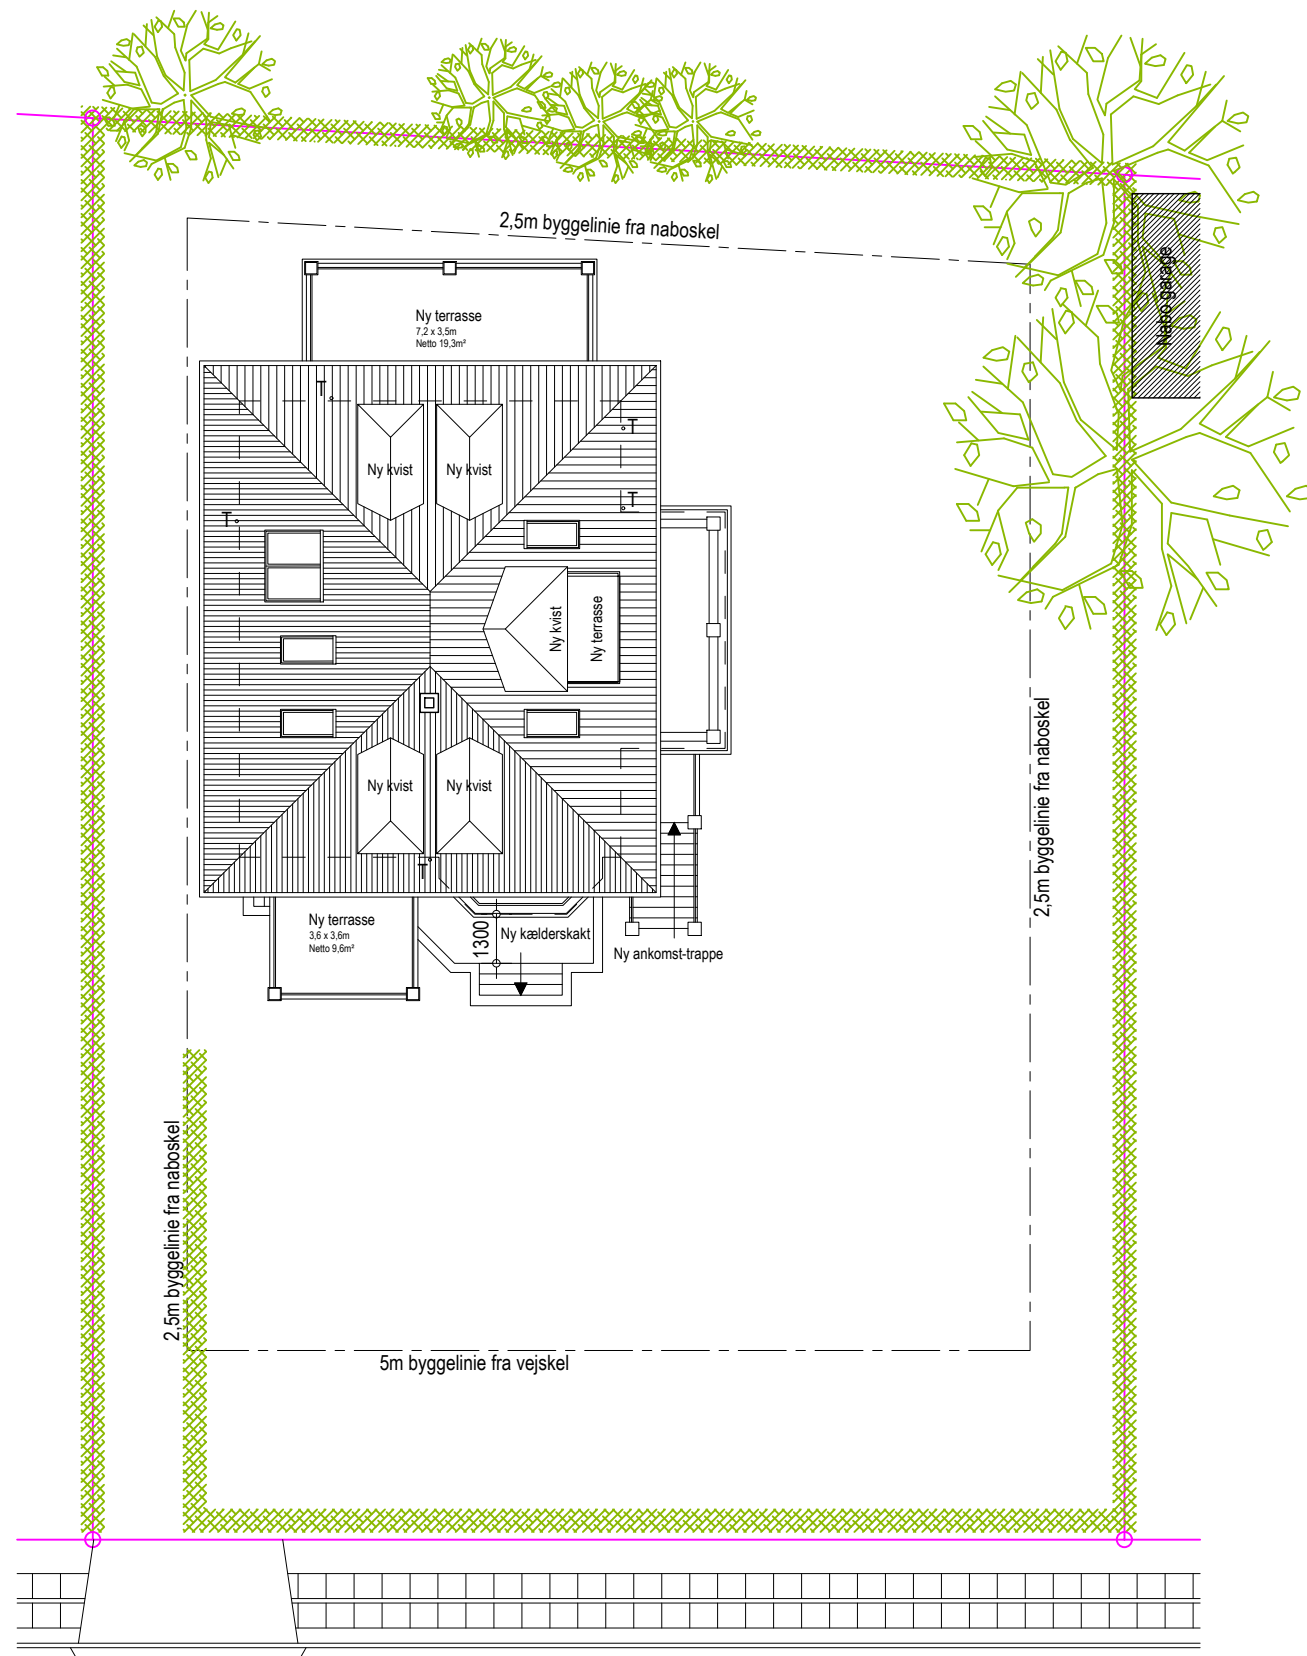 2,5m byggelinie fra naboskel
Nabo garage
Ny terrasse
7,2 x 3,5m
Netto 19,3m²
T
T
Ny kvist
Ny kvist
T
T
Ny kvist
Ny terrasse
2,5m byggelinie fra naboskel
Ny kvist
Ny kvist
T
Ny terrasse
3,6 x 3,6m
Netto 9,6m²
1300
Ny kælderskakt
Ny ankomst-trappe
2,5m byggelinie fra naboskel
5m byggelinie fra vejskel